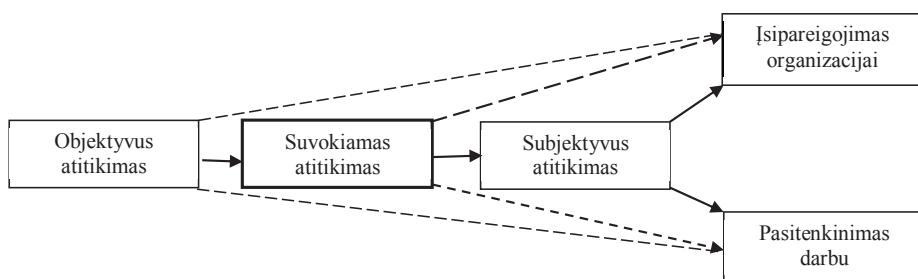 Įsipareigojimas
organizacijai
Objektyvus
atitikimas
Suvokiamas
atitikimas
Subjektyvus
atitikimas
Pasitenkinimas
darbu